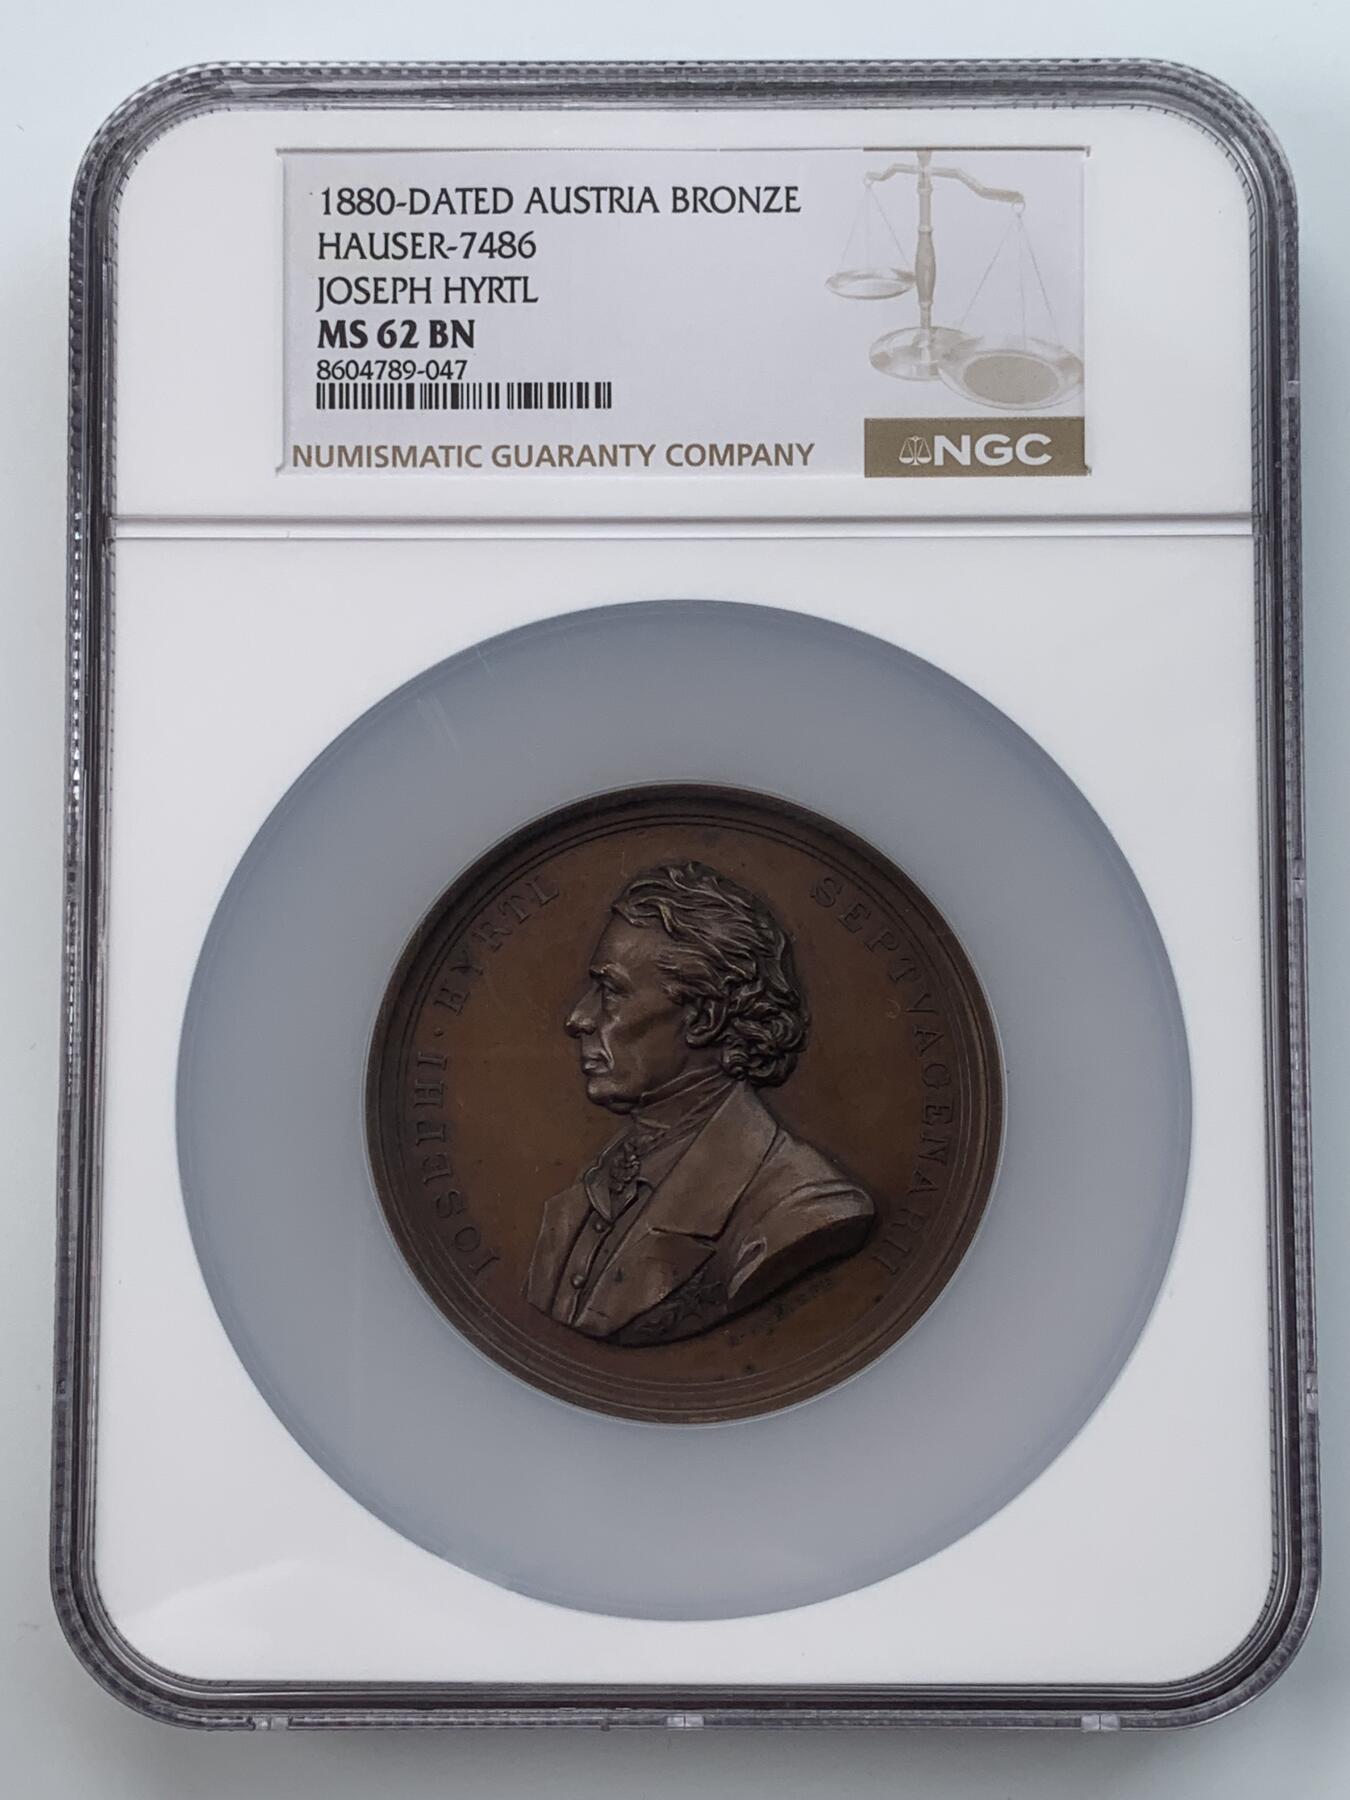 1880-DATED AUSTRIA BRONZE
HAUSER-7486
JOSEPH HYRTL
MS 62 BN
8604789-047
NUMISMATIC GUARANTY COMPANY
NGC
IOSEPHI · HYRTL SEPTVAGENARII